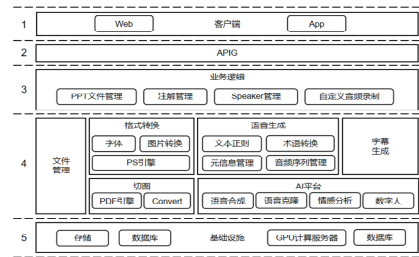 1 Web 客户端 App
2 APIG
3 业务逻辑
PPT文件管理 注解管理 Speaker管理 自定义音频录制
4 文件管理
格式转换
字体 图片转换
PS引擎
语音生成
文本正则 术语转换
元信息管理 音频序列管理
字幕生成
切图
PDF引擎 Convert
AI平台
语音合成 语音克隆 情感分析 数字人
5 存储 数据库 基础设施 GPU计算服务器 数据库